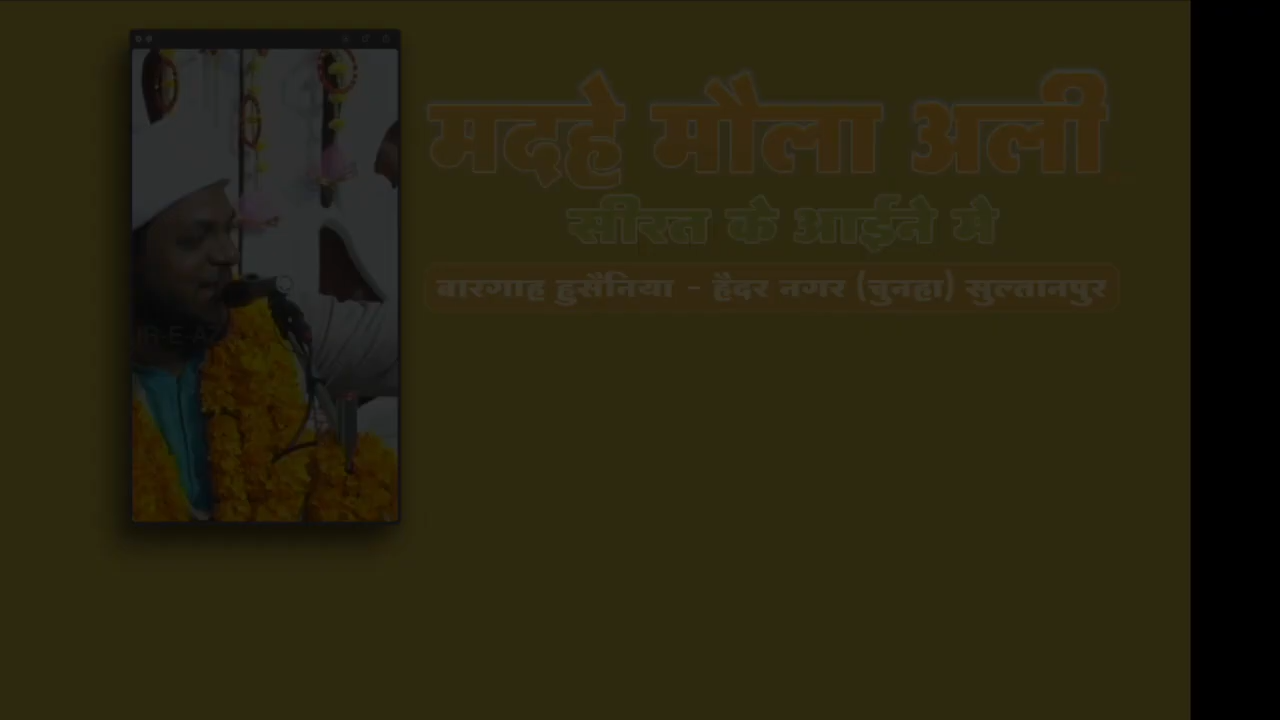 मदहे मौला अली
सीरत के आईने मै
बारगाह हुसैनिया - हैदर नगर (चुनहा) सुल्तानपुर